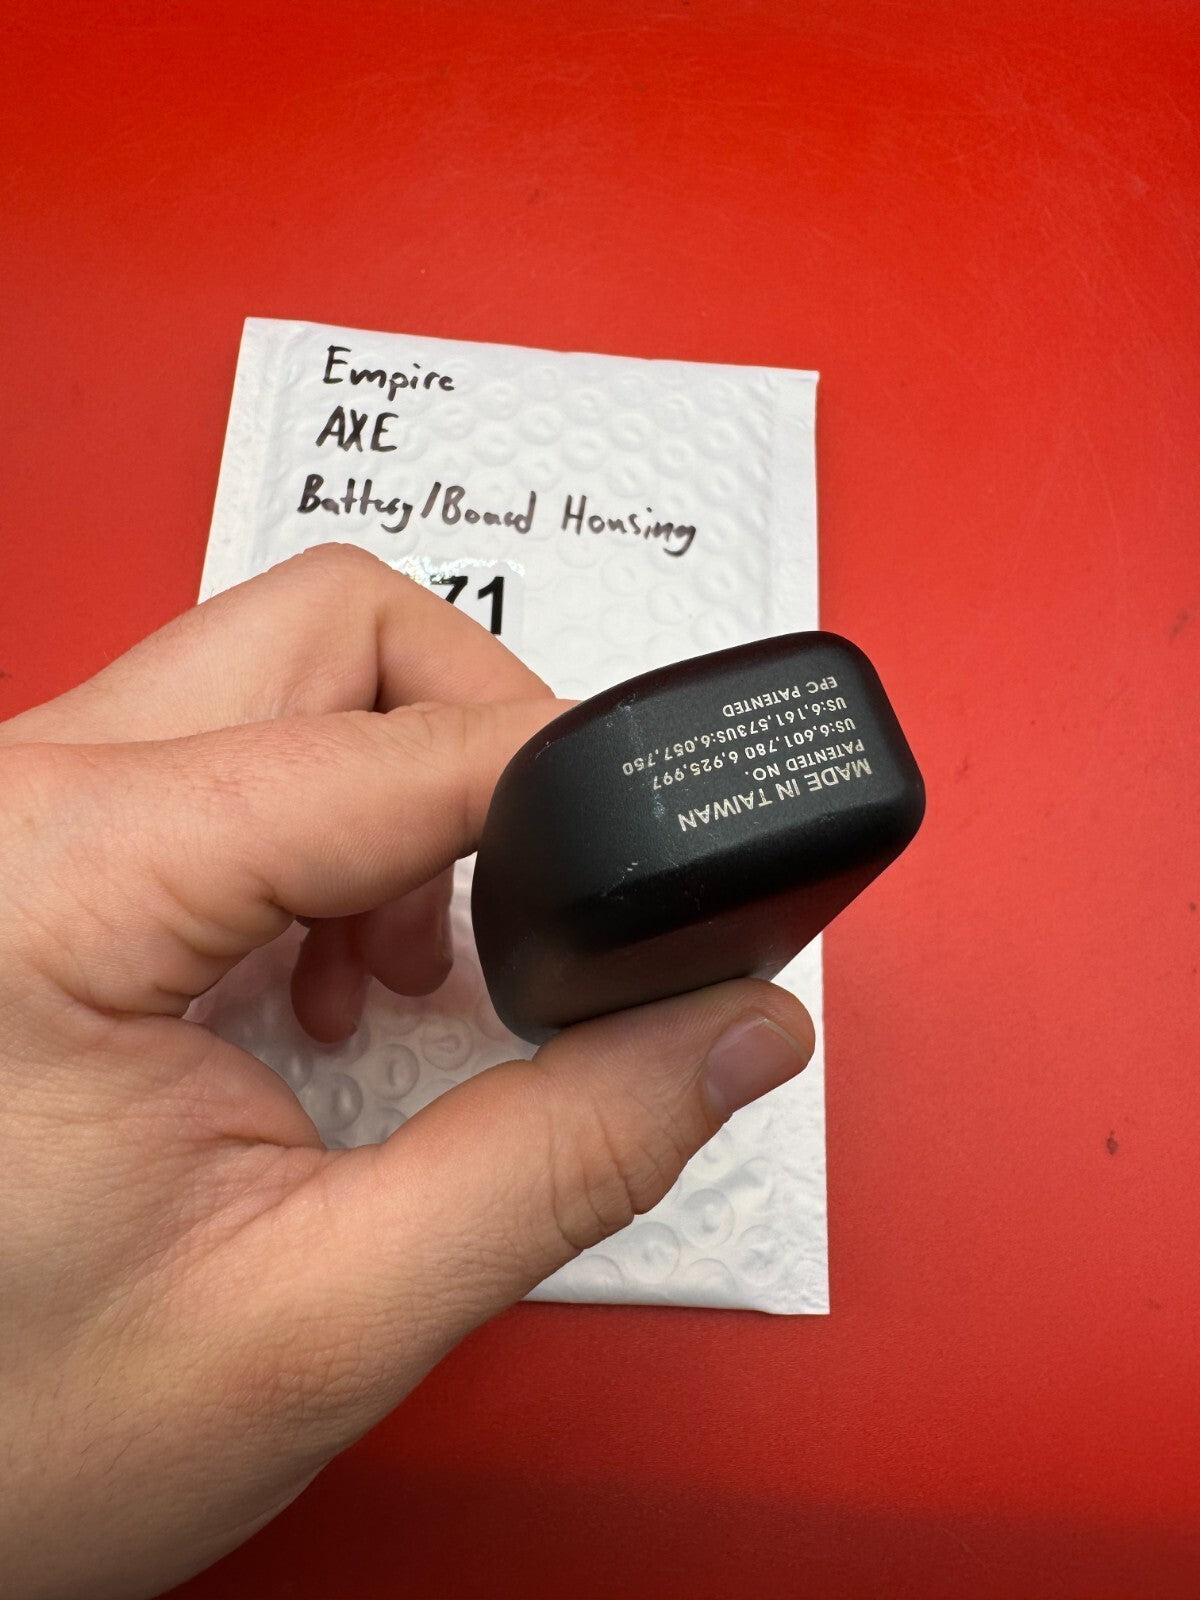 Empire
AXE
Battery/Board Housing
MADE IN TAIWAN
PATENTED NO.
US:6,601,780 6,925,997
US:6,161,573US:6,057,750
EPC PATENTED